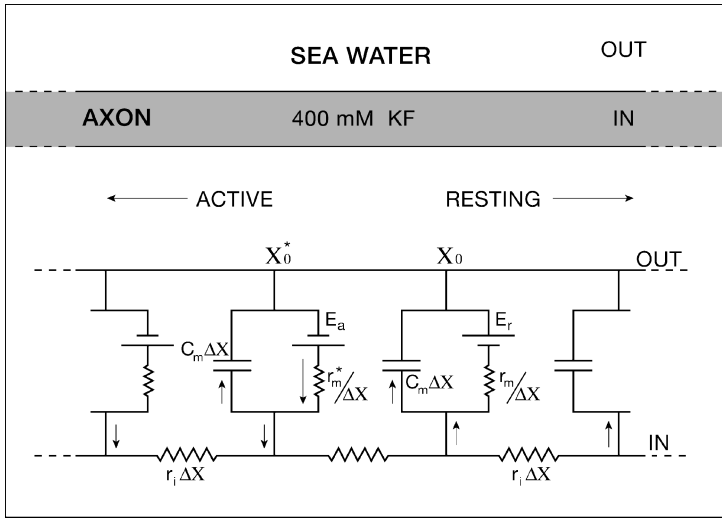 SEA WATER
OUT
AXON
400 mM KF
IN
ACTIVE
RESTING
X₀*
X₀
OUT
Eₐ
Eᵣ
CₘΔX
rₘ*/ΔX
CₘΔX
rₘ/ΔX
IN
rᵢΔX
rᵢΔX